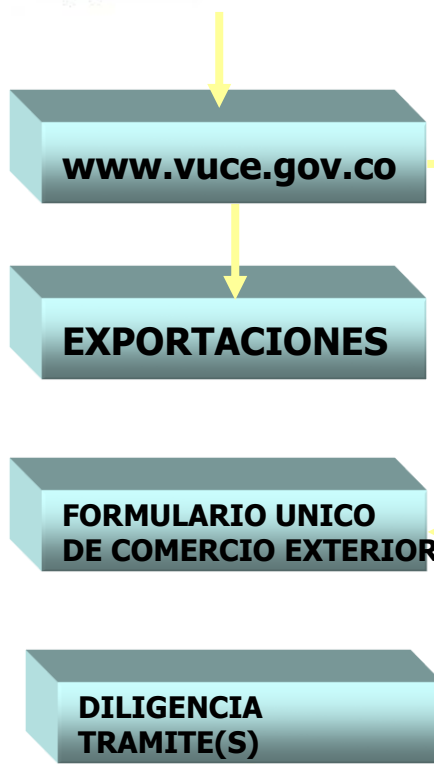 www.vuce.gov.co
EXPORTACIONES
FORMULARIO UNICO
DE COMERCIO EXTERIOR
DILIGENCIA
TRAMITE(S)